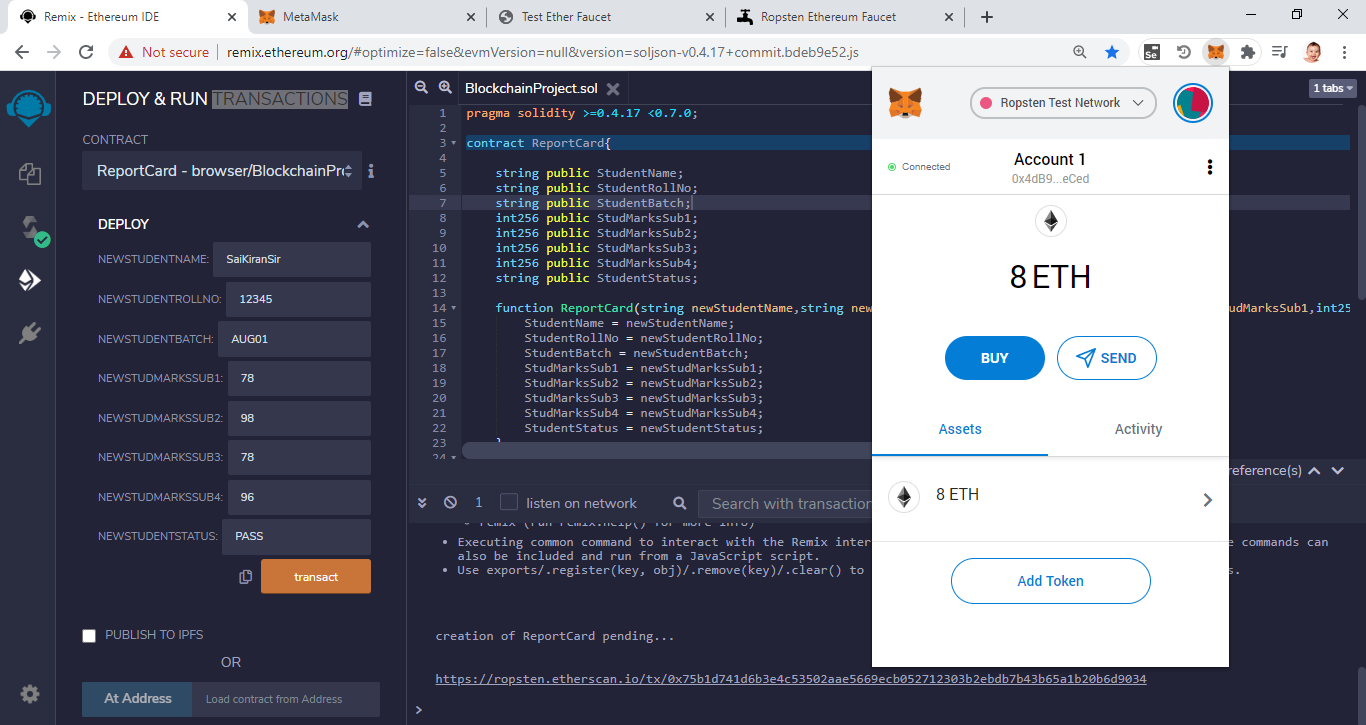 Remix - Ethereum IDE
MetaMask
Test Ether Faucet
Ropsten Ethereum Faucet
Not secure
remix.ethereum.org/#optimize=false&evmVersion=null&version=soljson-v0.4.17+commit.bdeb9e52.js
Se
DEPLOY & RUN TRANSACTIONS
CONTRACT
ReportCard - browser/BlockchainPro
i
DEPLOY
NEWSTUDENTNAME: SaiKiranSir
NEWSTUDENTROLLNO: 12345
NEWSTUDENTBATCH: AUG01
NEWSTUDMARKSSUB1: 78
NEWSTUDMARKSSUB2: 98
NEWSTUDMARKSSUB3: 78
NEWSTUDMARKSSUB4: 96
NEWSTUDENTSTATUS: PASS
transact
PUBLISH TO IPFS
OR
At Address
Load contract from Address
BlockchainProject.sol
1 tabs
1 pragma solidity >=0.4.17 <0.7.0;
2
3 contract ReportCard{
4
5 string public StudentName;
6 string public StudentRollNo;
7 string public StudentBatch;
8 int256 public StudMarksSub1;
9 int256 public StudMarksSub2;
10 int256 public StudMarksSub3;
11 int256 public StudMarksSub4;
12 string public StudentStatus;
13
14 function ReportCard(string newStudentName,string new udMarksSub1,int25
15 StudentName = newStudentName;
16 StudentRollNo = newStudentRollNo;
17 StudentBatch = newStudentBatch;
18 StudMarksSub1 = newStudMarksSub1;
19 StudMarksSub2 = newStudMarksSub2;
20 StudMarksSub3 = newStudMarksSub3;
21 StudMarksSub4 = newStudMarksSub4;
22 StudentStatus = newStudentStatus;
23 }
24
reference(s)
1
listen on network
Search with transaction
• remix (run remix.help() for more info)
• Executing common command to interact with the Remix inter e commands can
also be included and run from a JavaScript script.
• Use exports/.register(key, obj)/.remove(key)/.clear() to s.
creation of ReportCard pending...
https://ropsten.etherscan.io/tx/0x75b1d741d6b3e4c53502aae5669ecb052712303b2ebdb7b43b65a1b20b6d9034
>
Ropsten Test Network
Connected
Account 1
0x4dB9...eCed
8 ETH
BUY
SEND
Assets
Activity
8 ETH
Add Token